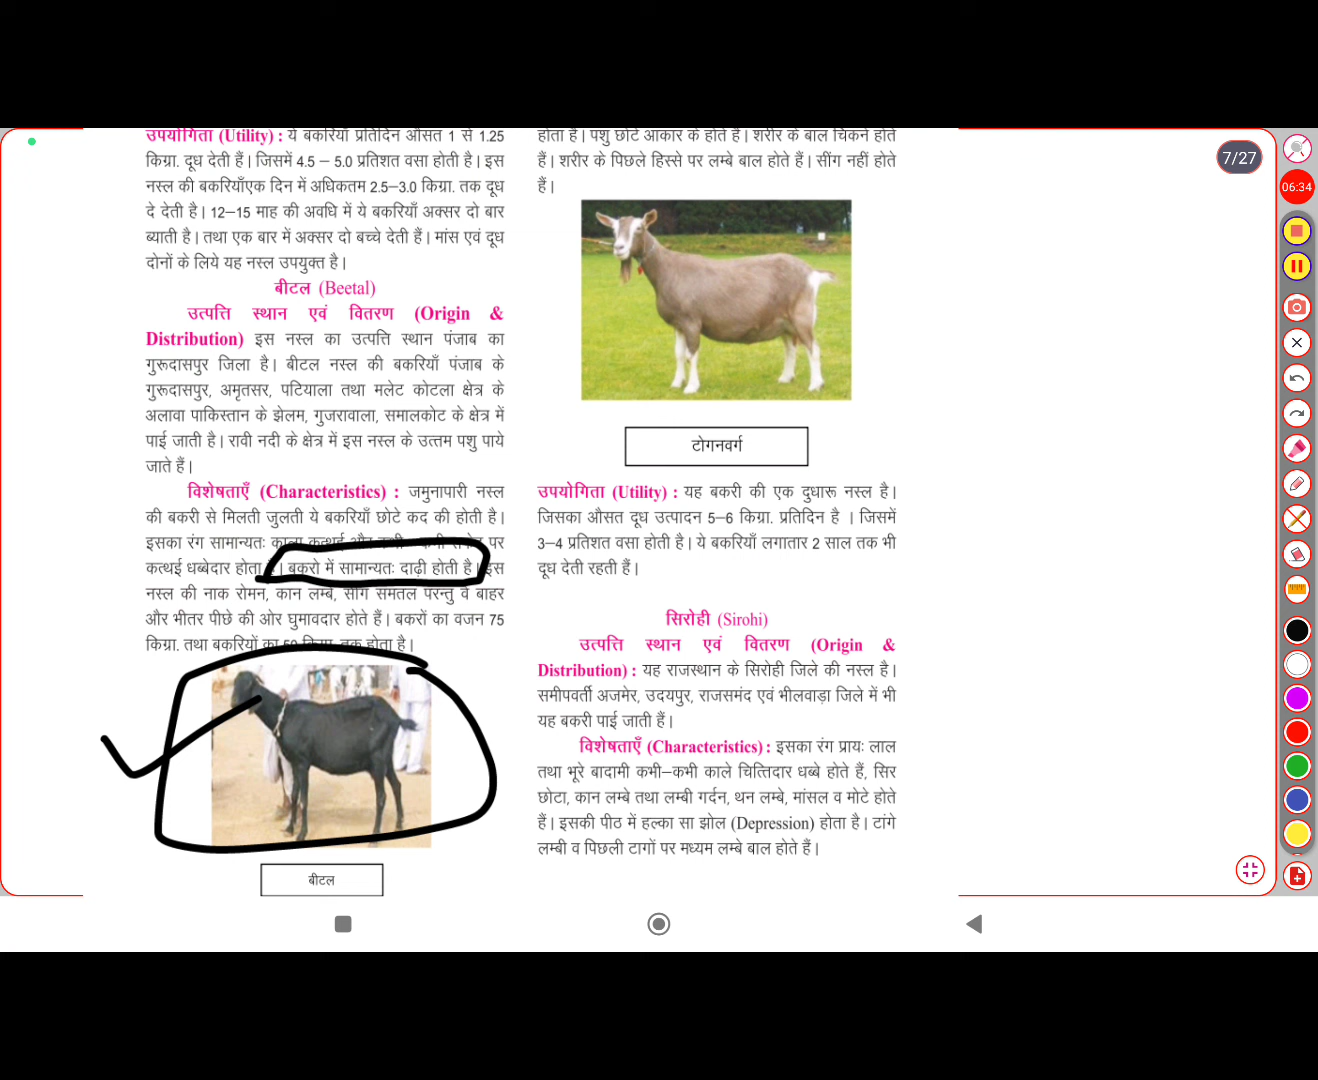 उपयोगिता (Utility) : ये बकरियाँ प्रतिदिन औसत 1 से 1.25
किग्रा. दूध देती हैं। जिसमें 4.5 – 5.0 प्रतिशत वसा होती है। इस
नस्ल की बकरियाँएक दिन में अधिकतम 2.5–3.0 किग्रा. तक दूध
दे देती है। 12–15 माह की अवधि में ये बकरियाँ अक्सर दो बार
ब्याती है। तथा एक बार में अक्सर दो बच्चे देती हैं। मांस एवं दूध
दोनों के लिये यह नस्ल उपयुक्त है।
बीटल (Beetal)
उत्पत्ति स्थान एवं वितरण (Origin &
Distribution) इस नस्ल का उत्पत्ति स्थान पंजाब का
गुरूदासपुर जिला है। बीटल नस्ल की बकरियाँ पंजाब के
गुरूदासपुर, अमृतसर, पटियाला तथा मलेट कोटला क्षेत्र के
अलावा पाकिस्तान के झेलम, गुजरावाला, समालकोट के क्षेत्र में
पाई जाती है। रावी नदी के क्षेत्र में इस नस्ल के उत्तम पशु पाये
जाते हैं।
विशेषताएँ (Characteristics) : जमुनापारी नस्ल
की बकरी से मिलती जुलती ये बकरियाँ छोटे कद की होती है।
इसका रंग सामान्यतः काला कत्थई और पर
कत्थई धब्बेदार होता है। बकरो में सामान्यतः दाढ़ी होती है। इस
नस्ल की नाक रोमन, कान लम्बे, सींग समतल परन्तु वे बाहर
और भीतर पीछे की ओर घुमावदार होते हैं। बकरों का वजन 75
किग्रा. तथा बकरियों का 50 किग्रा. तक होता है।
बीटल
होता है। पशु छोटे आकार के होते हैं। शरीर के बाल चिकने होते
हैं। शरीर के पिछले हिस्से पर लम्बे बाल होते हैं। सींग नहीं होते
हैं।
टोगनवर्ग
उपयोगिता (Utility) : यह बकरी की एक दुधारू नस्ल है।
जिसका औसत दूध उत्पादन 5–6 किग्रा. प्रतिदिन है । जिसमें
3–4 प्रतिशत वसा होती है। ये बकरियाँ लगातार 2 साल तक भी
दूध देती रहती हैं।
सिरोही (Sirohi)
उत्पत्ति स्थान एवं वितरण (Origin &
Distribution) : यह राजस्थान के सिरोही जिले की नस्ल है।
समीपवर्ती अजमेर, उदयपुर, राजसमंद एवं भीलवाड़ा जिले में भी
यह बकरी पाई जाती हैं।
विशेषताएँ (Characteristics) : इसका रंग प्रायः लाल
तथा भूरे बादामी कभी–कभी काले चित्तिदार धब्बे होते हैं, सिर
छोटा, कान लम्बे तथा लम्बी गर्दन, थन लम्बे, मांसल व मोटे होते
हैं। इसकी पीठ में हल्का सा झोल (Depression) होता है। टांगे
लम्बी व पिछली टागों पर मध्यम लम्बे बाल होते हैं।
7/27
06:34